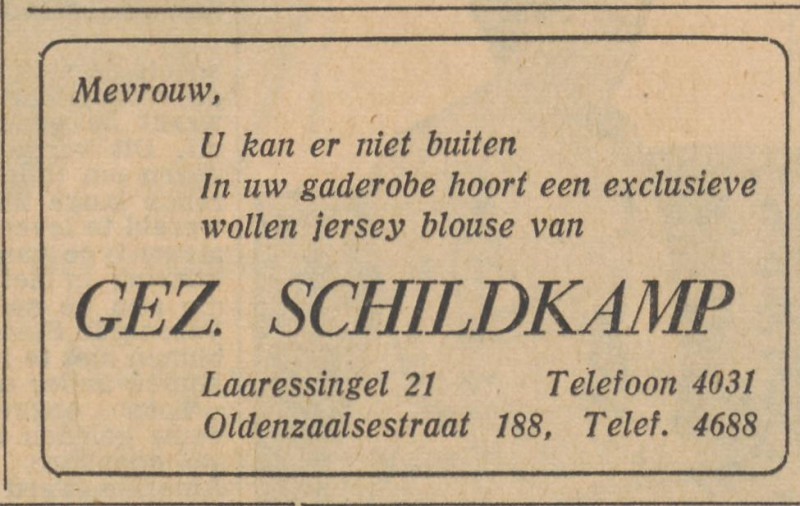 Mevrouw,
U kan er niet buiten
In uw gaderobe hoort een exclusieve
wollen jersey blouse van
GEZ. SCHILDKAMP
Laaressingel 21 Telefoon 4031
Oldenzaalsestraat 188, Telef. 4688